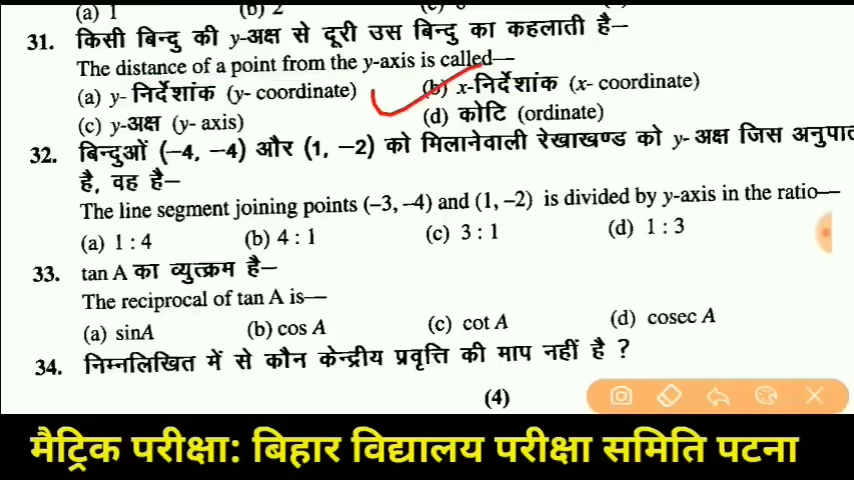 (a) 1 (b) 2
31. किसी बिन्दु की y-अक्ष से दूरी उस बिन्दु का कहलाती है—
The distance of a point from the y-axis is called—
(a) y- निर्देशांक (y- coordinate) (b) x-निर्देशांक (x- coordinate)
(c) y-अक्ष (y- axis) (d) कोटि (ordinate)
32. बिन्दुओं (–4, –4) और (1, –2) को मिलानेवाली रेखाखण्ड को y- अक्ष जिस अनुपात
है, वह है—
The line segment joining points (–3, –4) and (1, –2) is divided by y-axis in the ratio—
(a) 1 : 4 (b) 4 : 1 (c) 3 : 1 (d) 1 : 3
33. tan A का व्युत्क्रम है—
The reciprocal of tan A is—
(a) sinA (b) cos A (c) cot A (d) cosec A
34. निम्नलिखित में से कौन केन्द्रीय प्रवृत्ति की माप नहीं है ?
(4)
मैट्रिक परीक्षा: बिहार विद्यालय परीक्षा समिति पटना